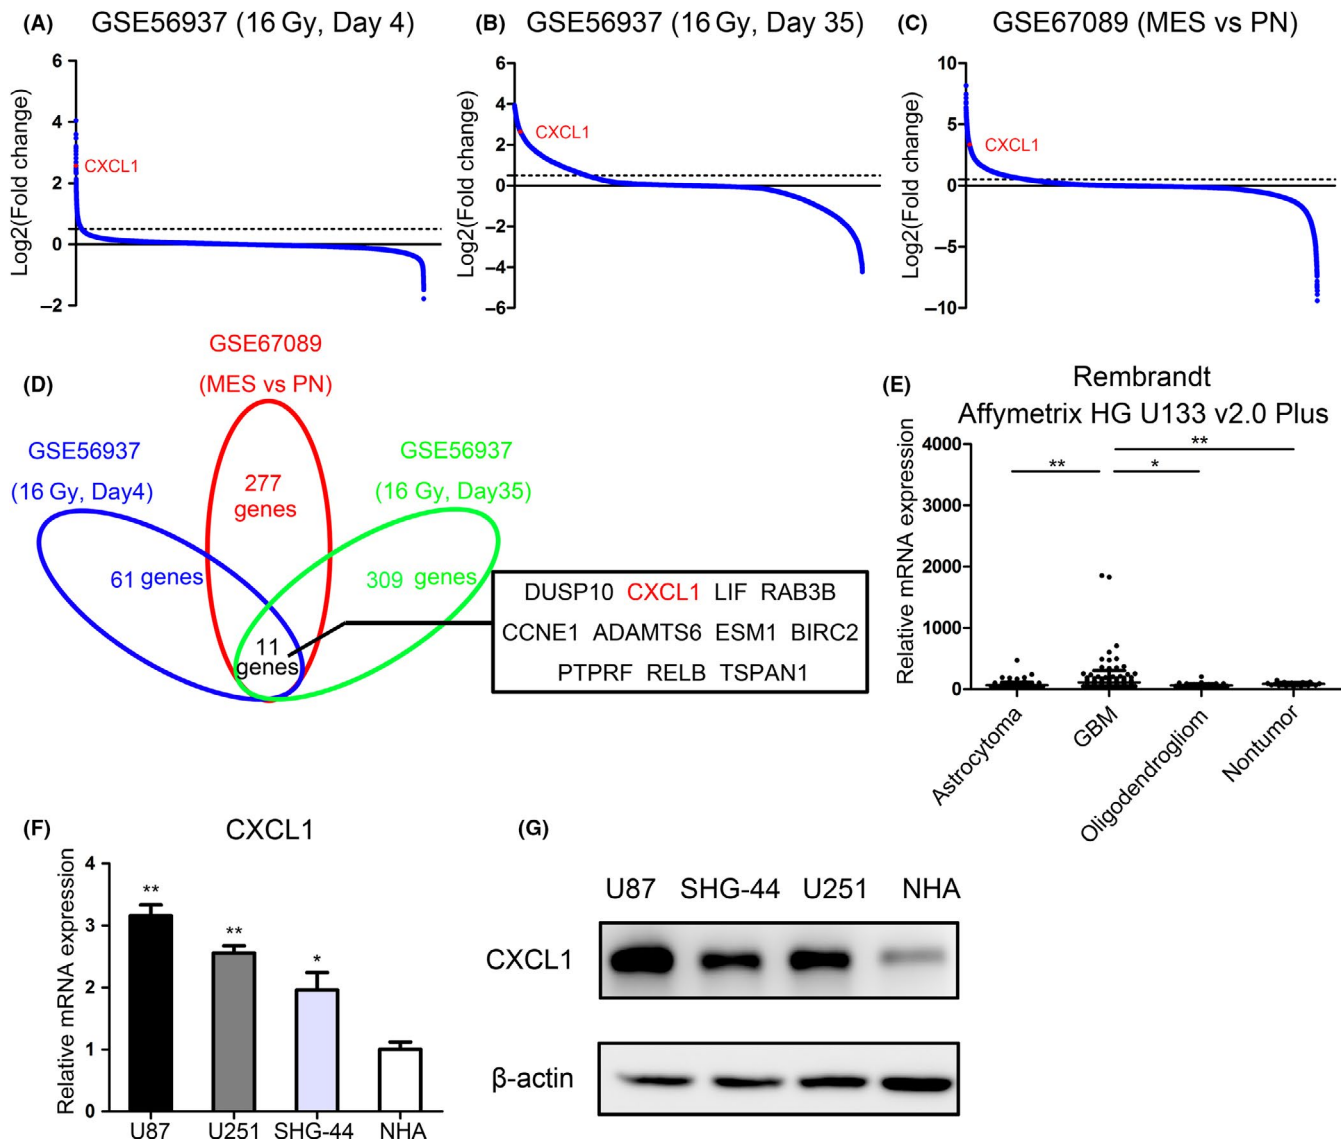 (A) GSE56937 (16 Gy, Day 4)
Log2(Fold change)
6
4
2
0
–2
CXCL1
(B) GSE56937 (16 Gy, Day 35)
Log2(Fold change)
6
4
2
0
–2
–4
–6
CXCL1
(C) GSE67089 (MES vs PN)
Log2(Fold change)
10
5
0
–5
–10
CXCL1
(D)
GSE67089
(MES vs PN)
GSE56937
(16 Gy, Day4)
GSE56937
(16 Gy, Day35)
277
genes
61 genes
309 genes
11
genes
DUSP10 CXCL1 LIF RAB3B
CCNE1 ADAMTS6 ESM1 BIRC2
PTPRF RELB TSPAN1
(E)
Rembrandt
Affymetrix HG U133 v2.0 Plus
Relative mRNA expression
4000
3000
2000
1000
0
** * **
Astrocytoma
GBM
Oligodendrogliom
Nontumor
(F) CXCL1
Relative mRNA expression
4
3
2
1
0
** ** *
U87 U251 SHG-44 NHA
(G)
U87 SHG-44 U251 NHA
CXCL1
β-actin